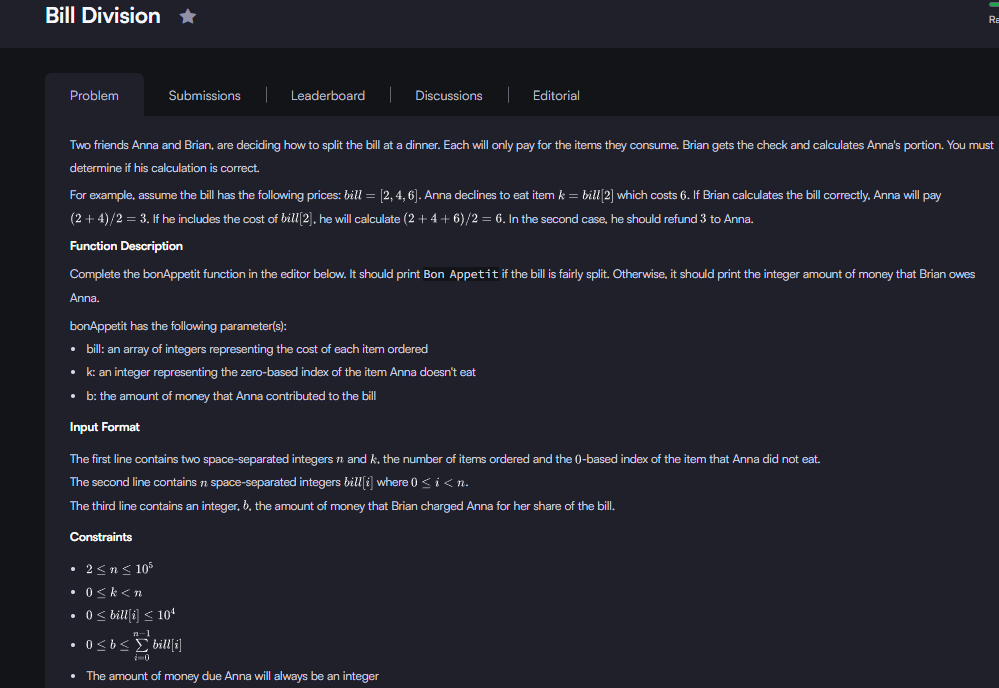 Bill Division
Ra
Problem
Submissions
Leaderboard
Discussions
Editorial
Two friends Anna and Brian, are deciding how to split the bill at a dinner. Each will only pay for the items they consume. Brian gets the check and calculates Anna's portion. You must
determine if his calculation is correct.
For example, assume the bill has the following prices: bill = [2, 4, 6]. Anna declines to eat item k = bill[2] which costs 6. If Brian calculates the bill correctly, Anna will pay
(2 + 4)/2 = 3. If he includes the cost of bill[2], he will calculate (2 + 4 + 6)/2 = 6. In the second case, he should refund 3 to Anna.
Function Description
Complete the bonAppetit function in the editor below. It should print Bon Appetit if the bill is fairly split. Otherwise, it should print the integer amount of money that Brian owes
Anna.
bonAppetit has the following parameter(s):
• bill: an array of integers representing the cost of each item ordered
• k: an integer representing the zero-based index of the item Anna doesn't eat
• b: the amount of money that Anna contributed to the bill
Input Format
The first line contains two space-separated integers n and k, the number of items ordered and the 0-based index of the item that Anna did not eat.
The second line contains n space-separated integers bill[i] where 0 ≤ i < n.
The third line contains an integer, b, the amount of money that Brian charged Anna for her share of the bill.
Constraints
• 2 ≤ n ≤ 10⁵
• 0 ≤ k < n
• 0 ≤ bill[i] ≤ 10⁴
• 0 ≤ b ≤ ∑_{i=0}^{n−1} bill[i]
• The amount of money due Anna will always be an integer